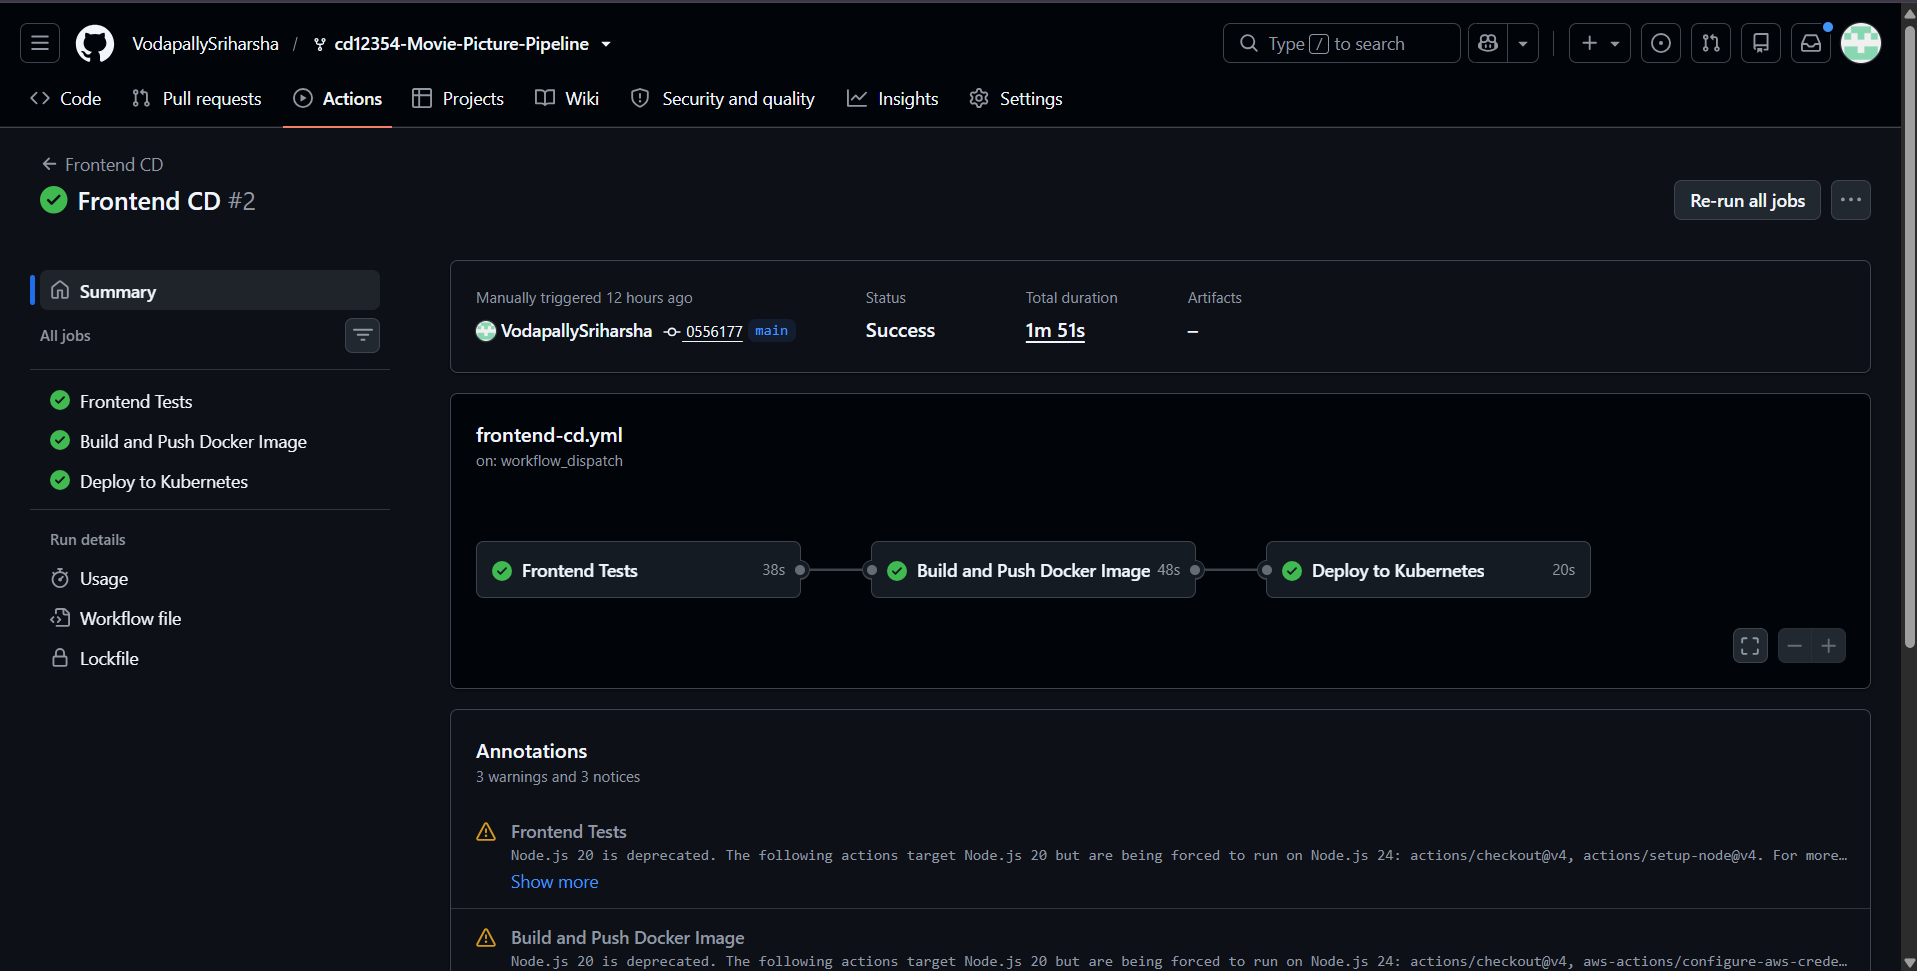 VodapallySriharsha / cd12354-Movie-Picture-Pipeline
Type / to search
Code Pull requests Actions Projects Wiki Security and quality Insights Settings
Frontend CD
Frontend CD #2
Re-run all jobs
Summary
All jobs
Frontend Tests
Build and Push Docker Image
Deploy to Kubernetes
Run details
Usage
Workflow file
Lockfile
Manually triggered 12 hours ago Status Total duration Artifacts
VodapallySriharsha 0556177 main Success 1m 51s –
frontend-cd.yml
on: workflow_dispatch
Frontend Tests 38s Build and Push Docker Image 48s Deploy to Kubernetes 20s
Annotations
3 warnings and 3 notices
Frontend Tests
Node.js 20 is deprecated. The following actions target Node.js 20 but are being forced to run on Node.js 24: actions/checkout@v4, actions/setup-node@v4. For more…
Show more
Build and Push Docker Image
Node.js 20 is deprecated. The following actions target Node.js 20 but are being forced to run on Node.js 24: actions/checkout@v4, aws-actions/configure-aws-crede…